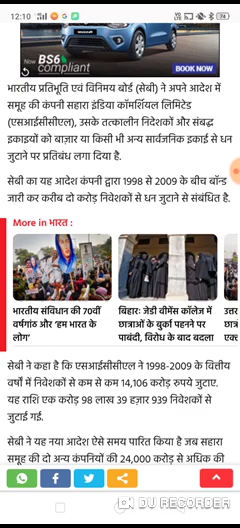 12:10
Now
BS6
compliant
BOOK NOW
भारतीय प्रतिभूति एवं विनिमय बोर्ड (सेबी) ने अपने आदेश में
समूह की कंपनी सहारा इंडिया कॉमर्शियल लिमिटेड
(एसआईसीसीएल), उसके तत्कालीन निदेशकों और संबद्ध
इकाइयों को बाज़ार या किसी भी अन्य सार्वजनिक इकाई से धन
जुटाने पर प्रतिबंध लगा दिया है.
सेबी का यह आदेश कंपनी द्वारा 1998 से 2009 के बीच बॉन्ड
जारी कर करीब दो करोड़ निवेशकों से धन जुटाने से संबंधित है.
More in भारत :
भारतीय संविधान की 70वीं
वर्षगांठ और ‘हम भारत के
लोग’
बिहार: जेडी वीमेंस कॉलेज में
छात्राओं के बुर्का पहनने पर
पाबंदी, विरोध के बाद बदला
उत्तर
छात्र
एक्स
सेबी ने कहा है कि एसआईसीसीएल ने 1998-2009 के वित्तीय
वर्षों में निवेशकों से कम से कम 14,106 करोड़ रुपये जुटाए.
यह राशि एक करोड़ 98 लाख 39 हज़ार 939 निवेशकों से
जुटाई गई.
सेबी ने यह नया आदेश ऐसे समय पारित किया है जब सहारा
समूह की दो अन्य कंपनियों की 24,000 करोड़ से अधिक की
DU RECORDER